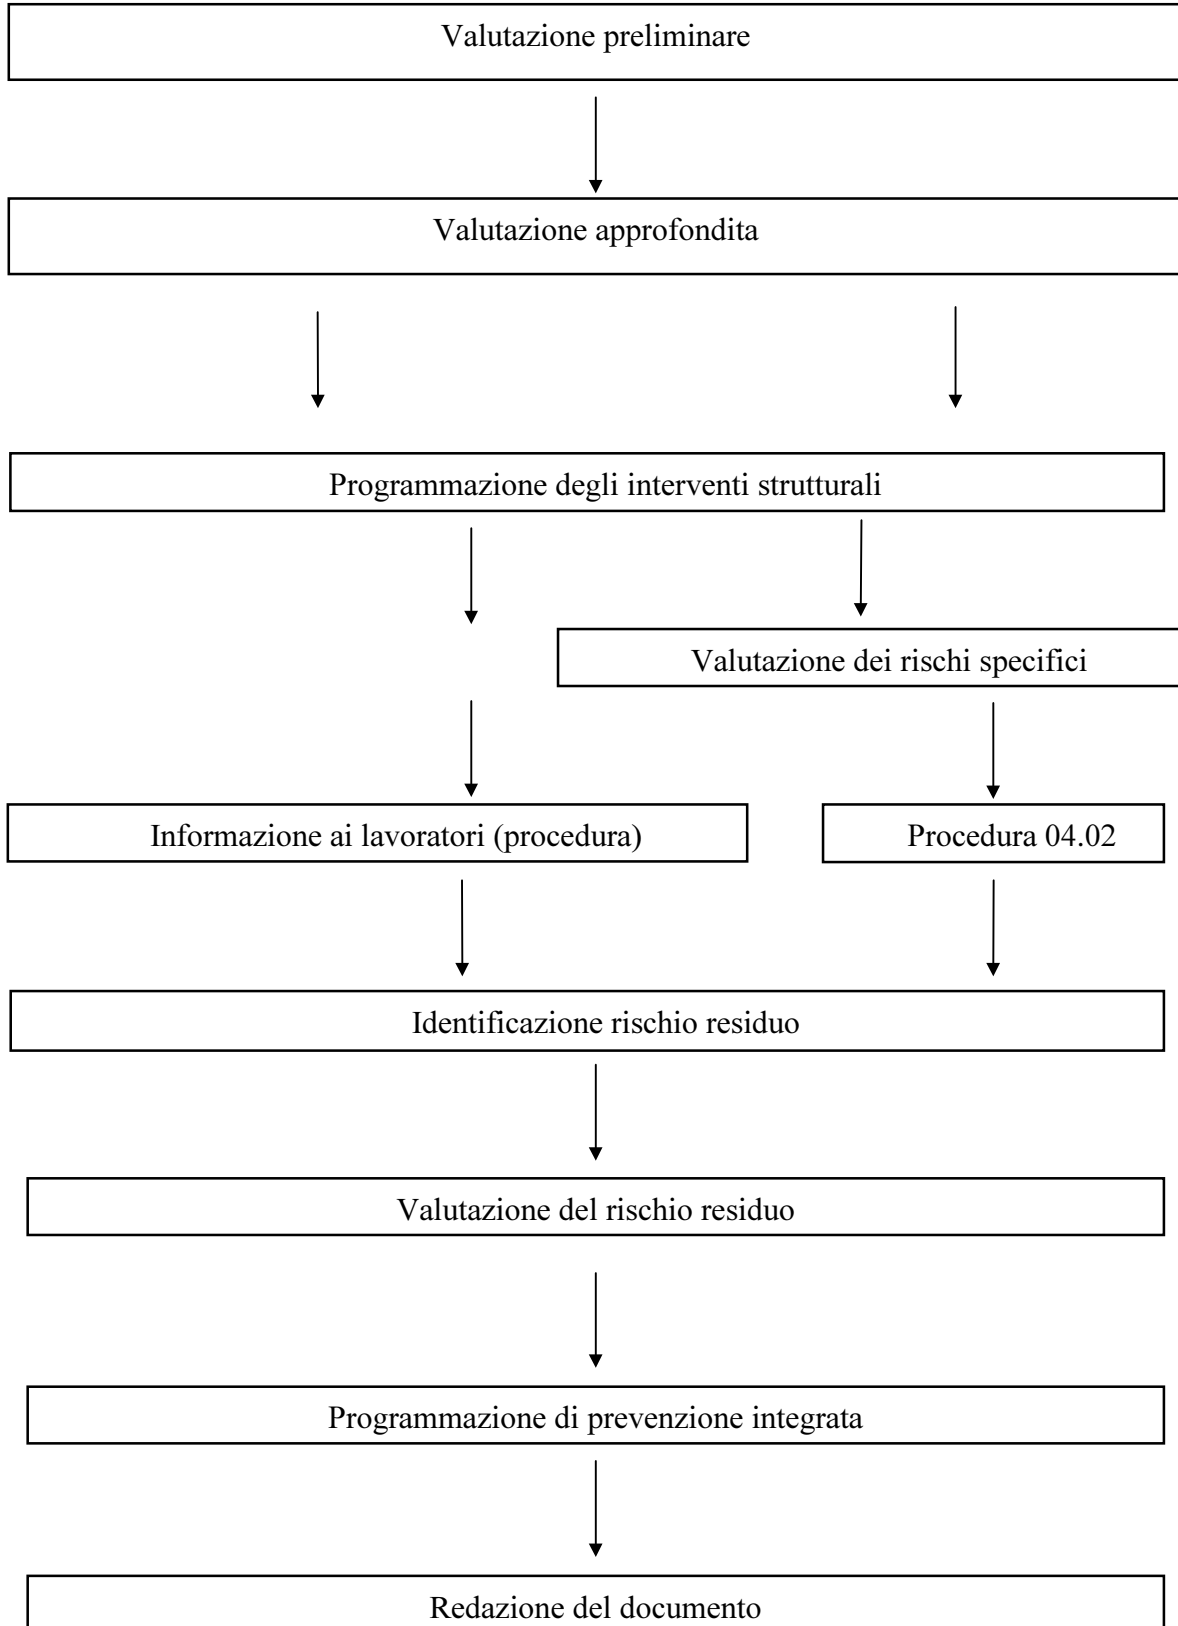 Valutazione preliminare
Valutazione approfondita
Programmazione degli interventi strutturali
Valutazione dei rischi specifici
Informazione ai lavoratori (procedura)
Procedura 04.02
Identificazione rischio residuo
Valutazione del rischio residuo
Programmazione di prevenzione integrata
Redazione del documento